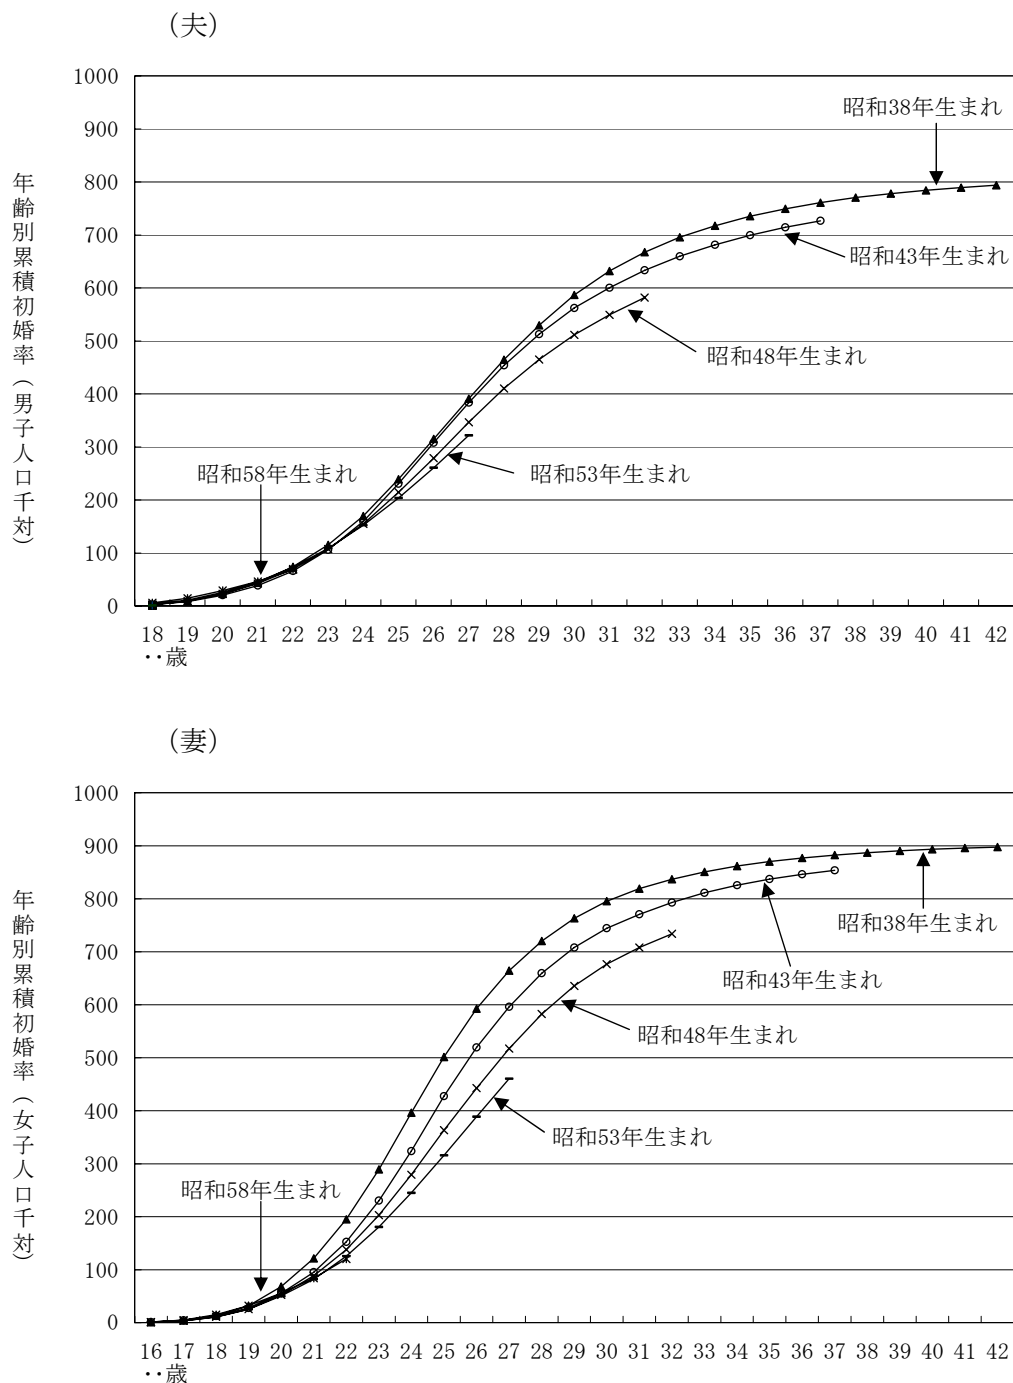 （夫）
年齢別累積初婚率（男子人口千対）
1000
900
800
700
600
500
400
300
200
100
0
昭和38年生まれ
昭和43年生まれ
昭和48年生まれ
昭和53年生まれ
昭和58年生まれ
18 19 20 21 22 23 24 25 26 27 28 29 30 31 32 33 34 35 36 37 38 39 40 41 42
‥歳
（妻）
年齢別累積初婚率（女子人口千対）
1000
900
800
700
600
500
400
300
200
100
0
昭和38年生まれ
昭和43年生まれ
昭和48年生まれ
昭和53年生まれ
昭和58年生まれ
16 17 18 19 20 21 22 23 24 25 26 27 28 29 30 31 32 33 34 35 36 37 38 39 40 41 42
‥歳